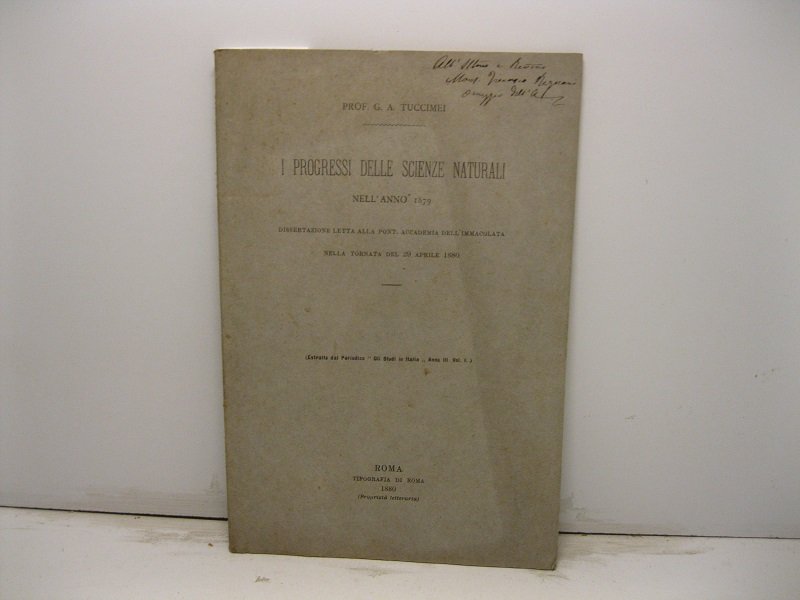 All'
Mons. Francesco Regnani
omaggio dell'A.
PROF. G. A. TUCCIMEI
I PROGRESSI DELLE SCIENZE NATURALI
NELL'ANNO 1879
DISSERTAZIONE LETTA ALLA PONT. ACCADEMIA DELL'IMMACOLATA
NELLA TORNATA DEL 29 APRILE 1880
(Estratto dal Periodico " Gli Studi in Italia „ Anno III Vol. I.)
ROMA
TIPOGRAFIA DI ROMA
1880
(Proprietà letteraria)